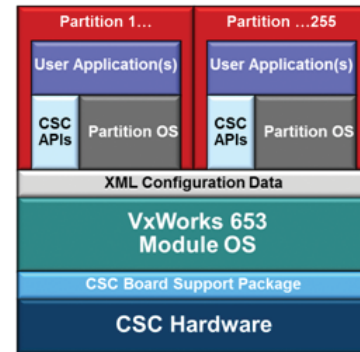 Partition 1...
Partition ...255
User Application(s)
User Application(s)
CSC
APIs
Partition OS
CSC
APIs
Partition OS
XML Configuration Data
VxWorks 653
Module OS
CSC Board Support Package
CSC Hardware